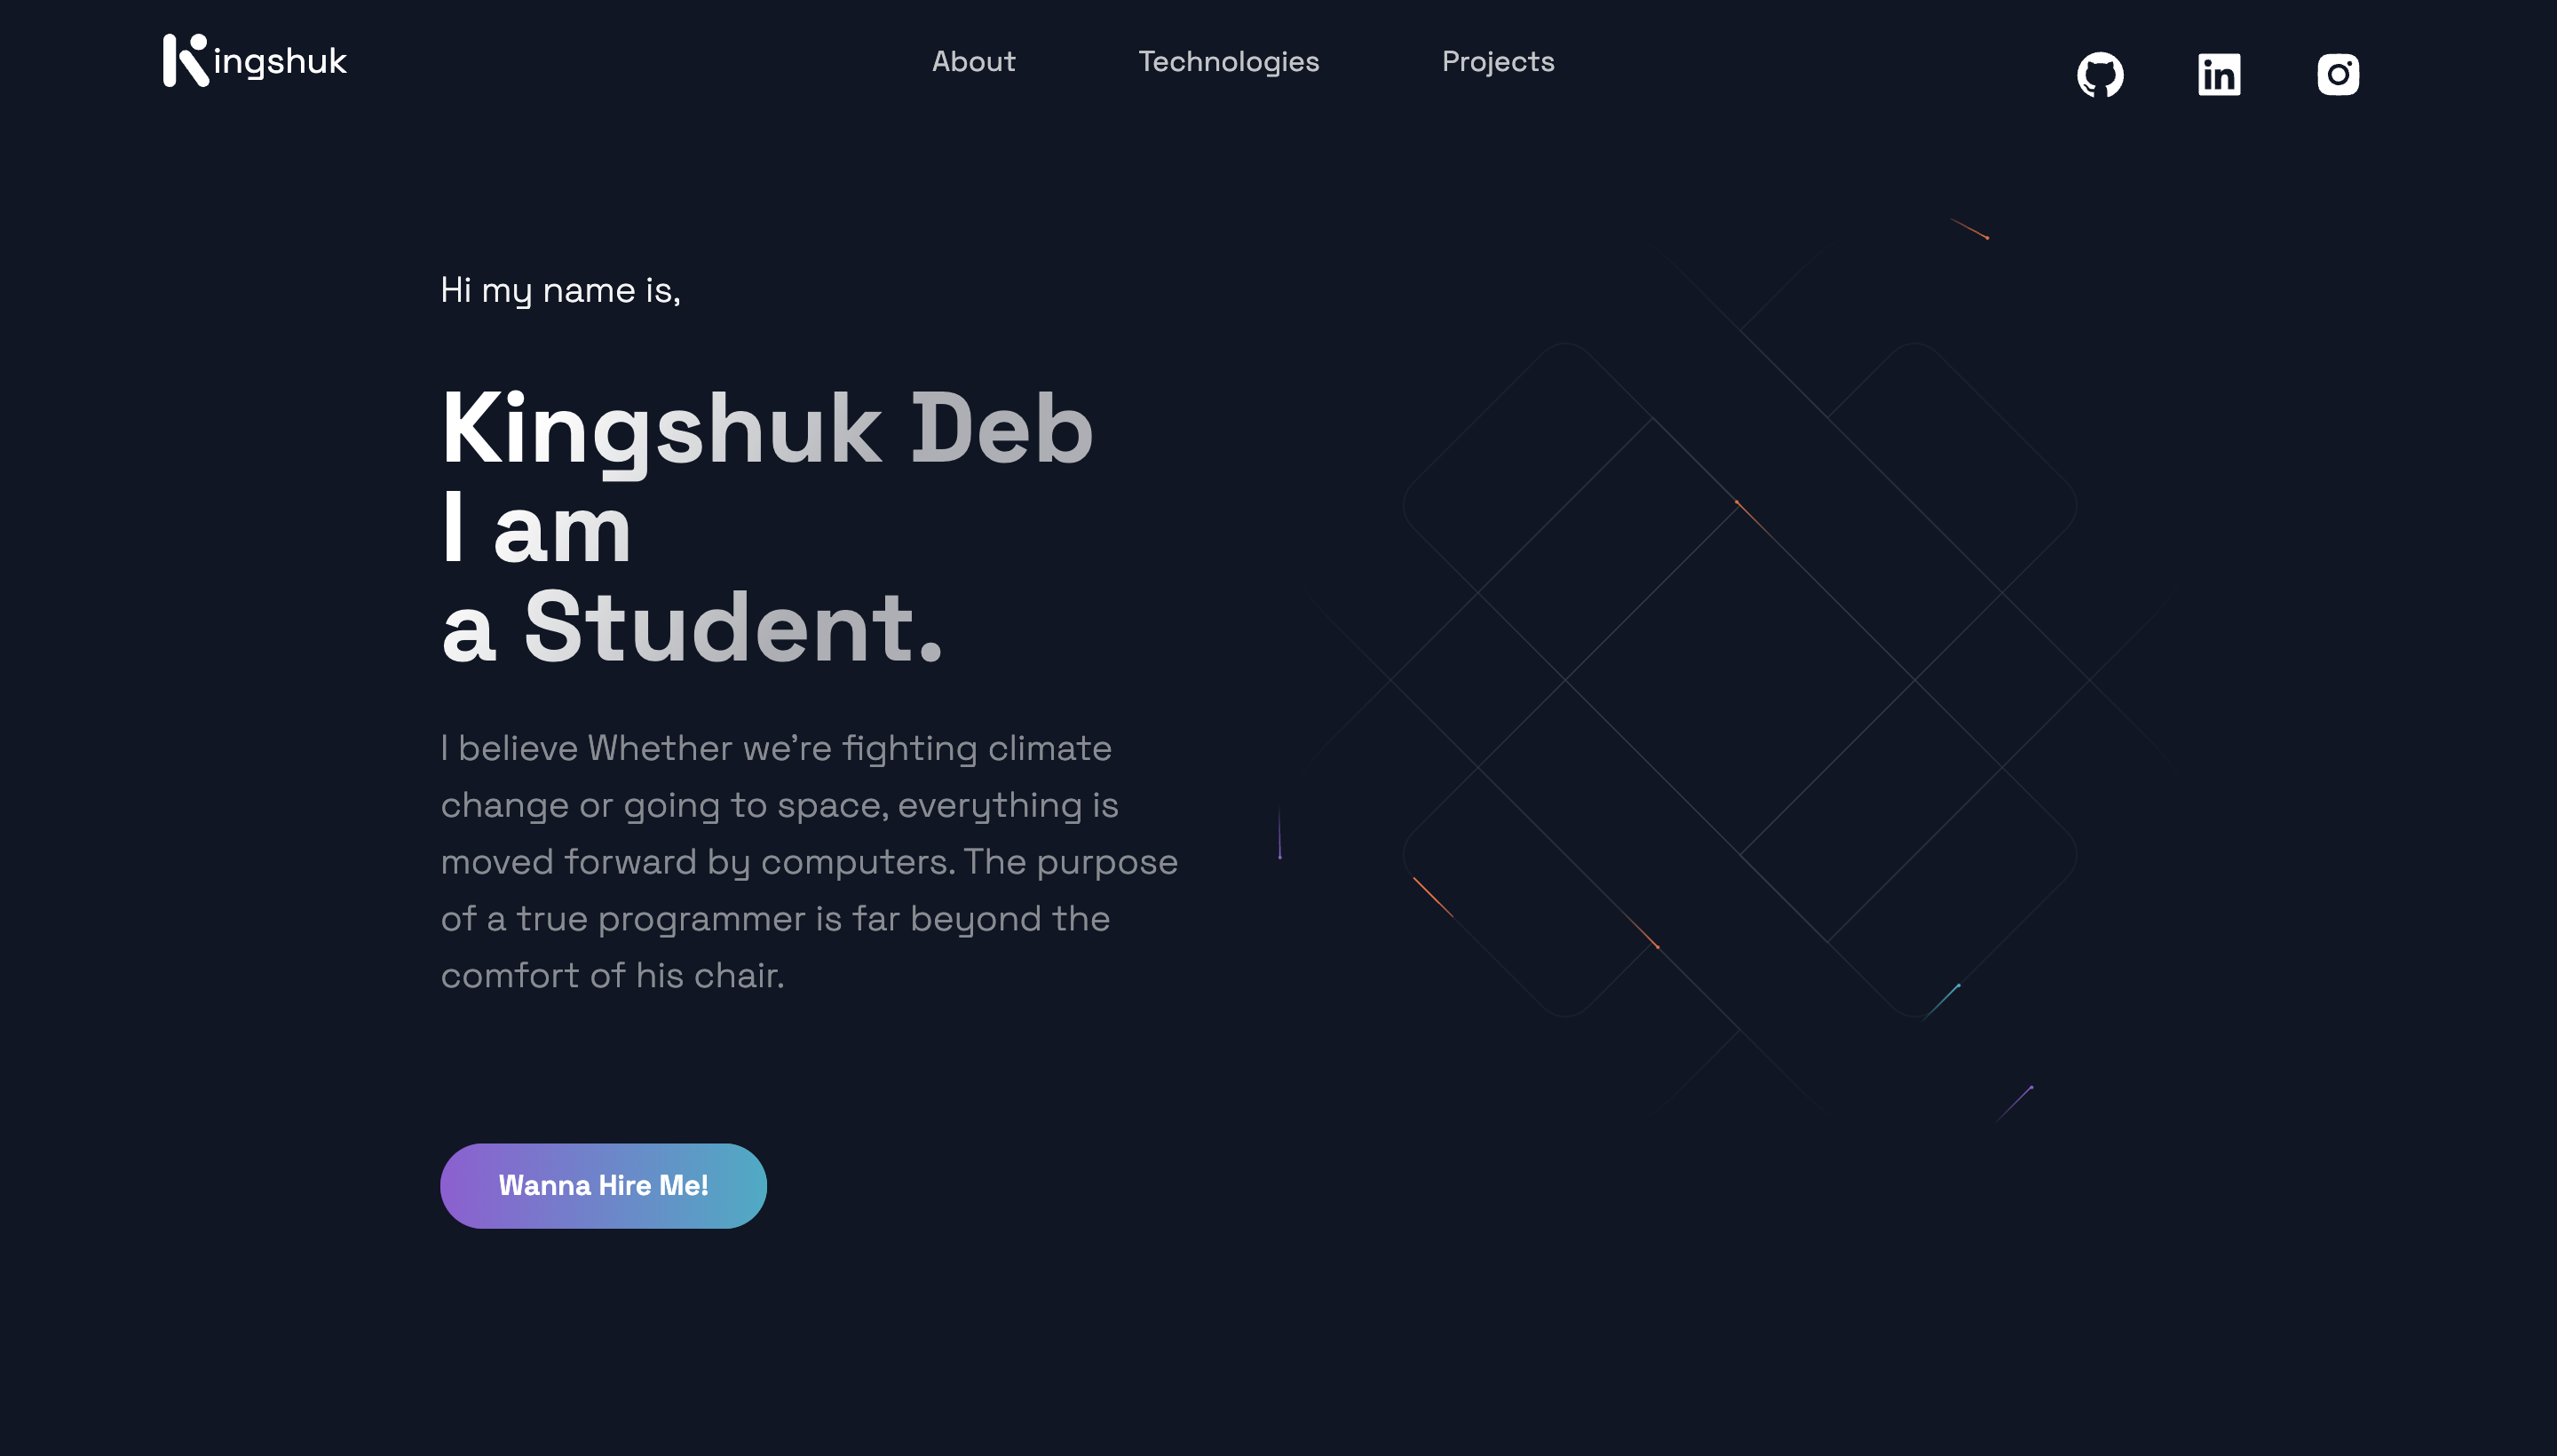 Kingshuk
About
Technologies
Projects
in
Hi my name is,
Kingshuk Deb
I am
a Student.
I believe Whether we’re fighting climate
change or going to space, everything is
moved forward by computers. The purpose
of a true programmer is far beyond the
comfort of his chair.
Wanna Hire Me!